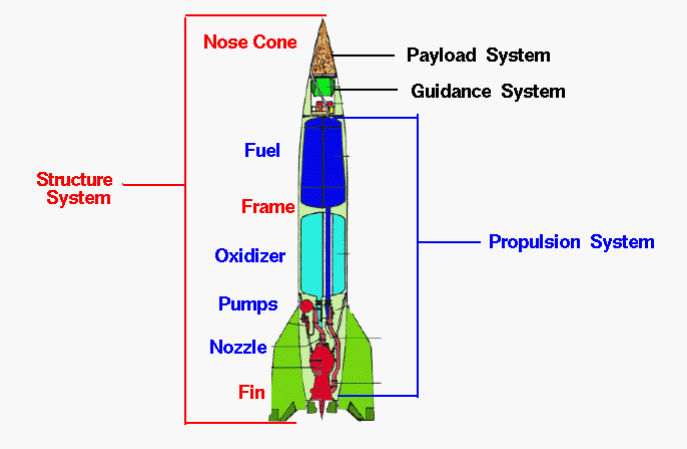 Nose Cone
Payload System
Guidance System
Fuel
Structure
System
Frame
Propulsion System
Oxidizer
Pumps
Nozzle
Fin